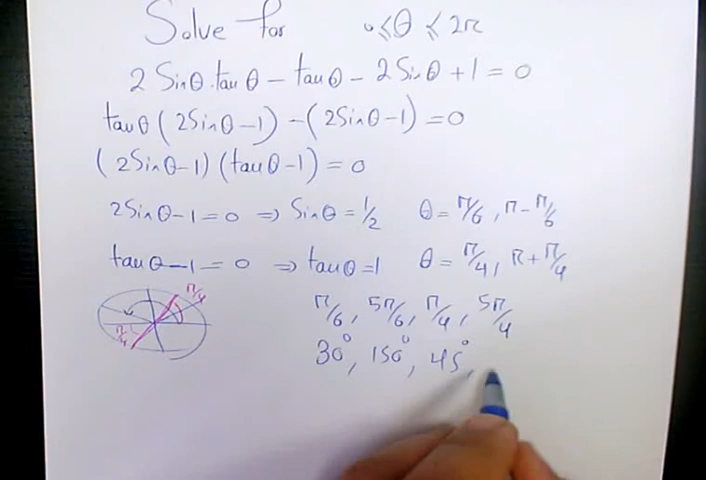 Solve for 0 ≤ θ ≤ 2π
2 Sinθ.tanθ - tanθ - 2Sinθ + 1 = 0
tanθ (2Sinθ-1) - (2Sinθ-1) = 0
(2Sinθ-1) (tanθ-1) = 0
2Sinθ-1=0 ⇒ Sinθ=1/2 θ=π/6, π-π/6
tanθ-1=0 ⇒ tanθ=1 θ=π/4, π+π/4
π/4
π/4
π/6, 5π/6, π/4, 5π/4
30°, 150°, 45°,